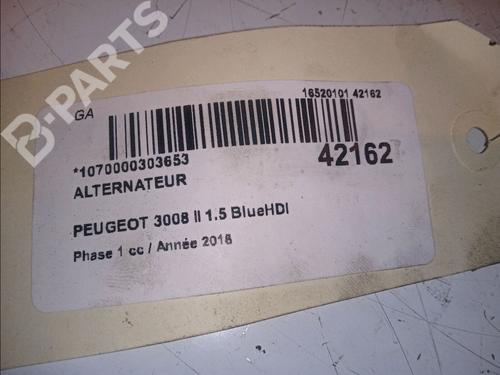 B-PARTS
GA
16520101 42162
*1070000303653
42162
ALTERNATEUR
PEUGEOT 3008 II 1.5 BlueHDI
Phase 1 cc / Année 2018